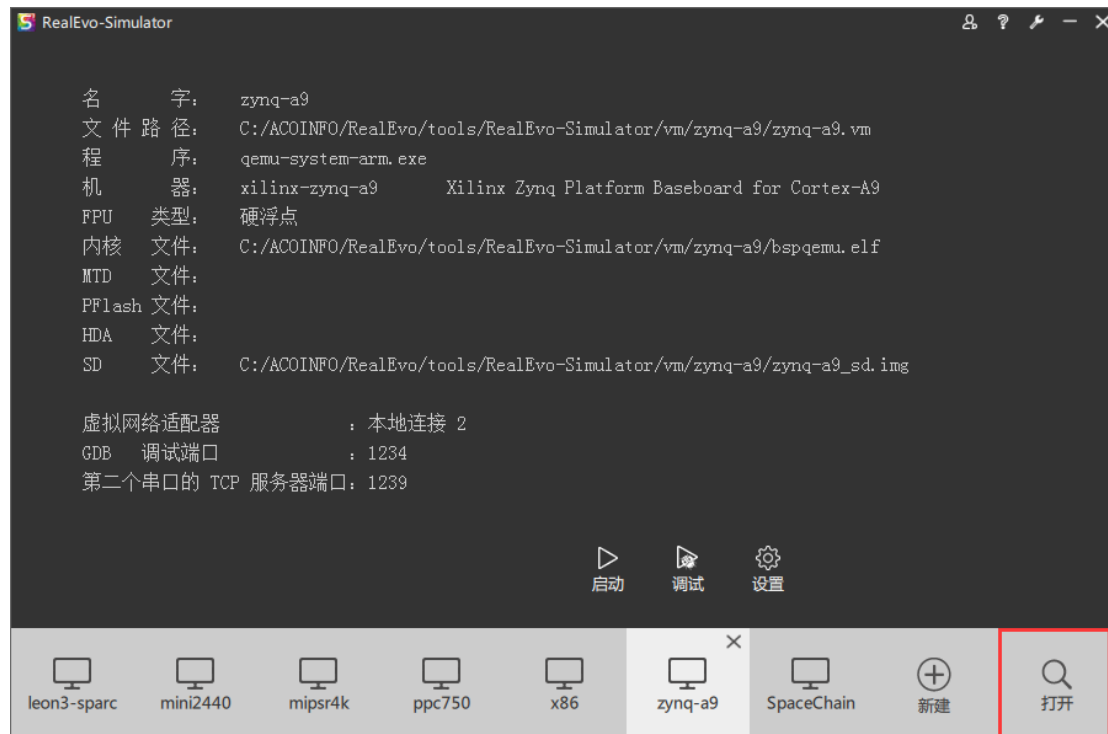 RealEvo-Simulator
名 字： zynq-a9
文 件 路 径： C:/ACOINFO/RealEvo/tools/RealEvo-Simulator/vm/zynq-a9/zynq-a9.vm
程 序： qemu-system-arm.exe
机 器： xilinx-zynq-a9 Xilinx Zynq Platform Baseboard for Cortex-A9
FPU 类型： 硬浮点
内核 文件： C:/ACOINFO/RealEvo/tools/RealEvo-Simulator/vm/zynq-a9/bspqemu.elf
MTD 文件：
PFlash 文件：
HDA 文件：
SD 文件： C:/ACOINFO/RealEvo/tools/RealEvo-Simulator/vm/zynq-a9/zynq-a9_sd.img
虚拟网络适配器 ：本地连接 2
GDB 调试端口 ：1234
第二个串口的 TCP 服务器端口：1239
启动 调试 设置
leon3-sparc mini2440 mipsr4k ppc750 x86 zynq-a9 SpaceChain 新建 打开